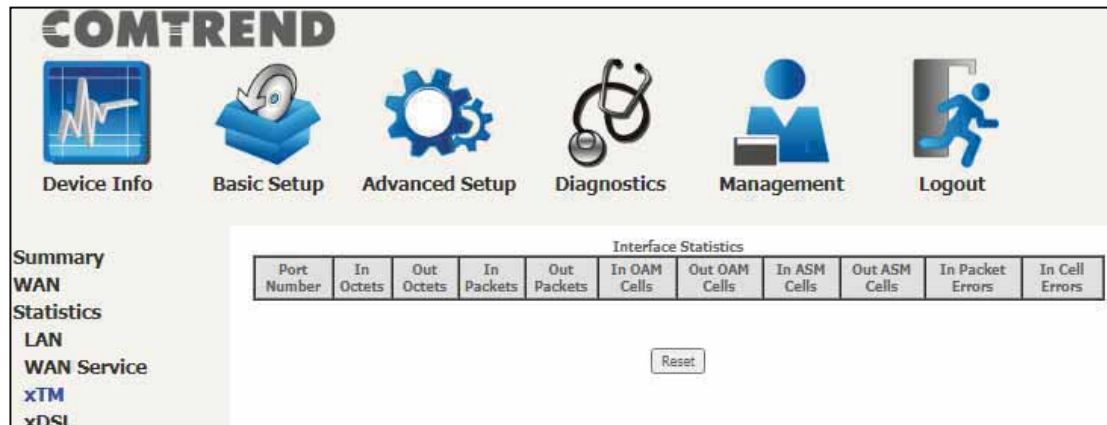 COMTREND
Device Info Basic Setup Advanced Setup Diagnostics Management Logout
Summary
WAN
Statistics
LAN
WAN Service
xTM
xDSL
Interface Statistics
Port Number In Octets Out Octets In Packets Out Packets In OAM Cells Out OAM Cells In ASM Cells Out ASM Cells In Packet Errors In Cell Errors
Reset